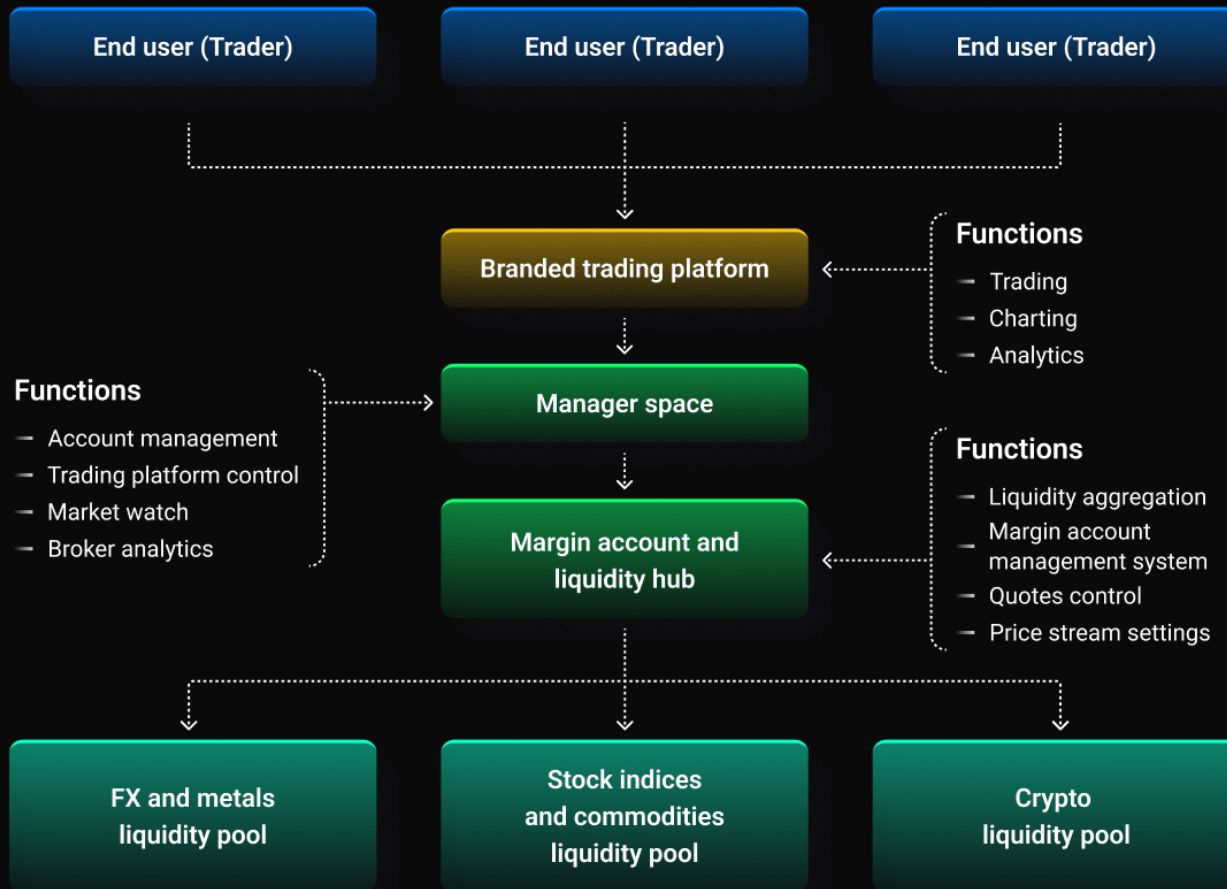 End user (Trader)
End user (Trader)
End user (Trader)
Functions
Branded trading platform
Trading
Charting
Analytics
Functions
Manager space
Account management
Trading platform control
Market watch
Broker analytics
Functions
Liquidity aggregation
Margin account
management system
Quotes control
Price stream settings
Margin account and
liquidity hub
FX and metals
liquidity pool
Stock indices
and commodities
liquidity pool
Crypto
liquidity pool